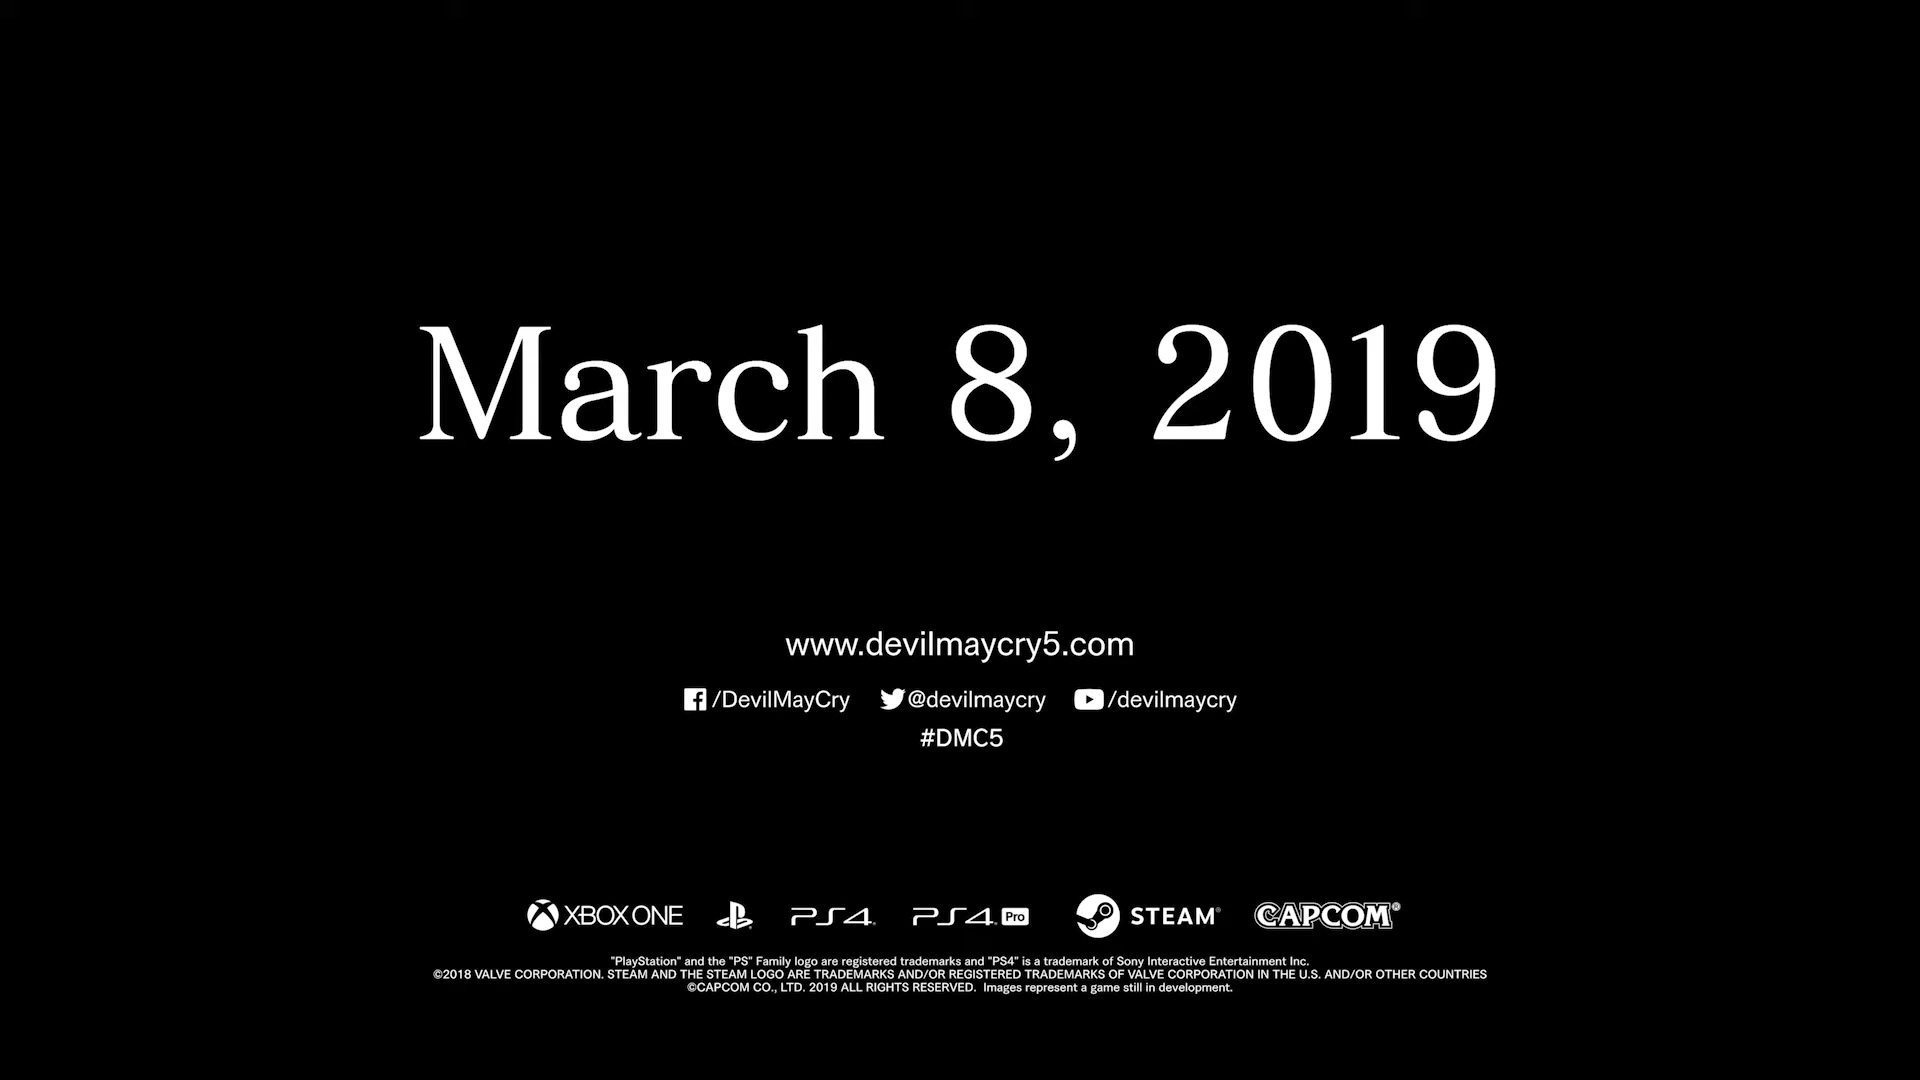 March 8, 2019
www.devilmaycry5.com
/DevilMayCry @devilmaycry /devilmaycry
#DMC5
XBOX ONE PS4 PS4 Pro STEAM® CAPCOM®
"PlayStation" and the "PS" Family logo are registered trademarks and "PS4" is a trademark of Sony Interactive Entertainment Inc.
©2018 VALVE CORPORATION. STEAM AND THE STEAM LOGO ARE TRADEMARKS AND/OR REGISTERED TRADEMARKS OF VALVE CORPORATION IN THE U.S. AND/OR OTHER COUNTRIES
©CAPCOM CO., LTD. 2019 ALL RIGHTS RESERVED. Images represent a game still in development.